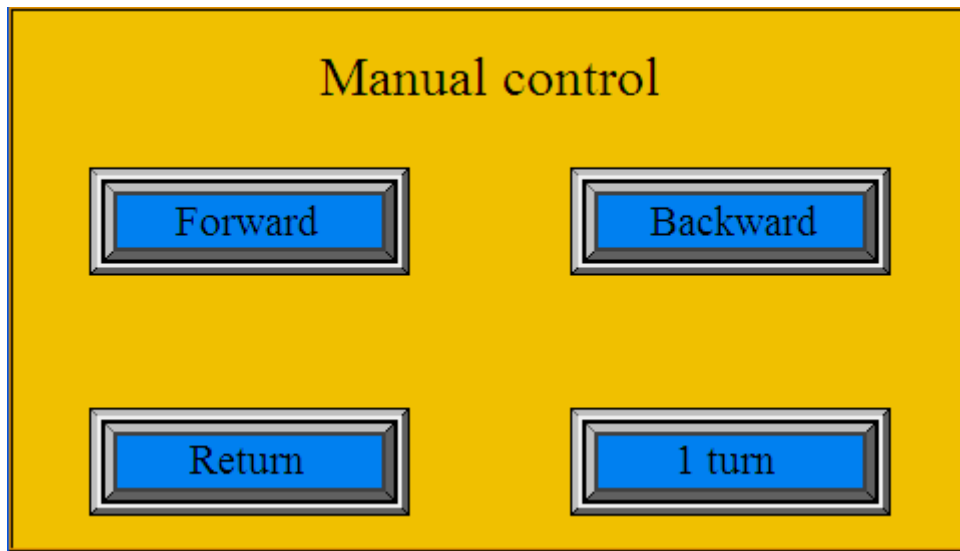 Manual control
Forward
Backward
Return
1 turn